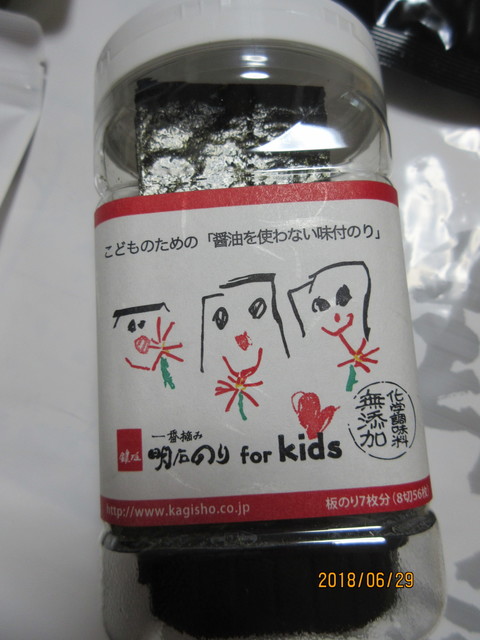 こどものための「醤油を使わない味付のり」
化学調味料
無添加
一番摘み
明石のり for kids
http://www.kagisho.co.jp
板のり7枚分(8切56枚)
2018/06/29